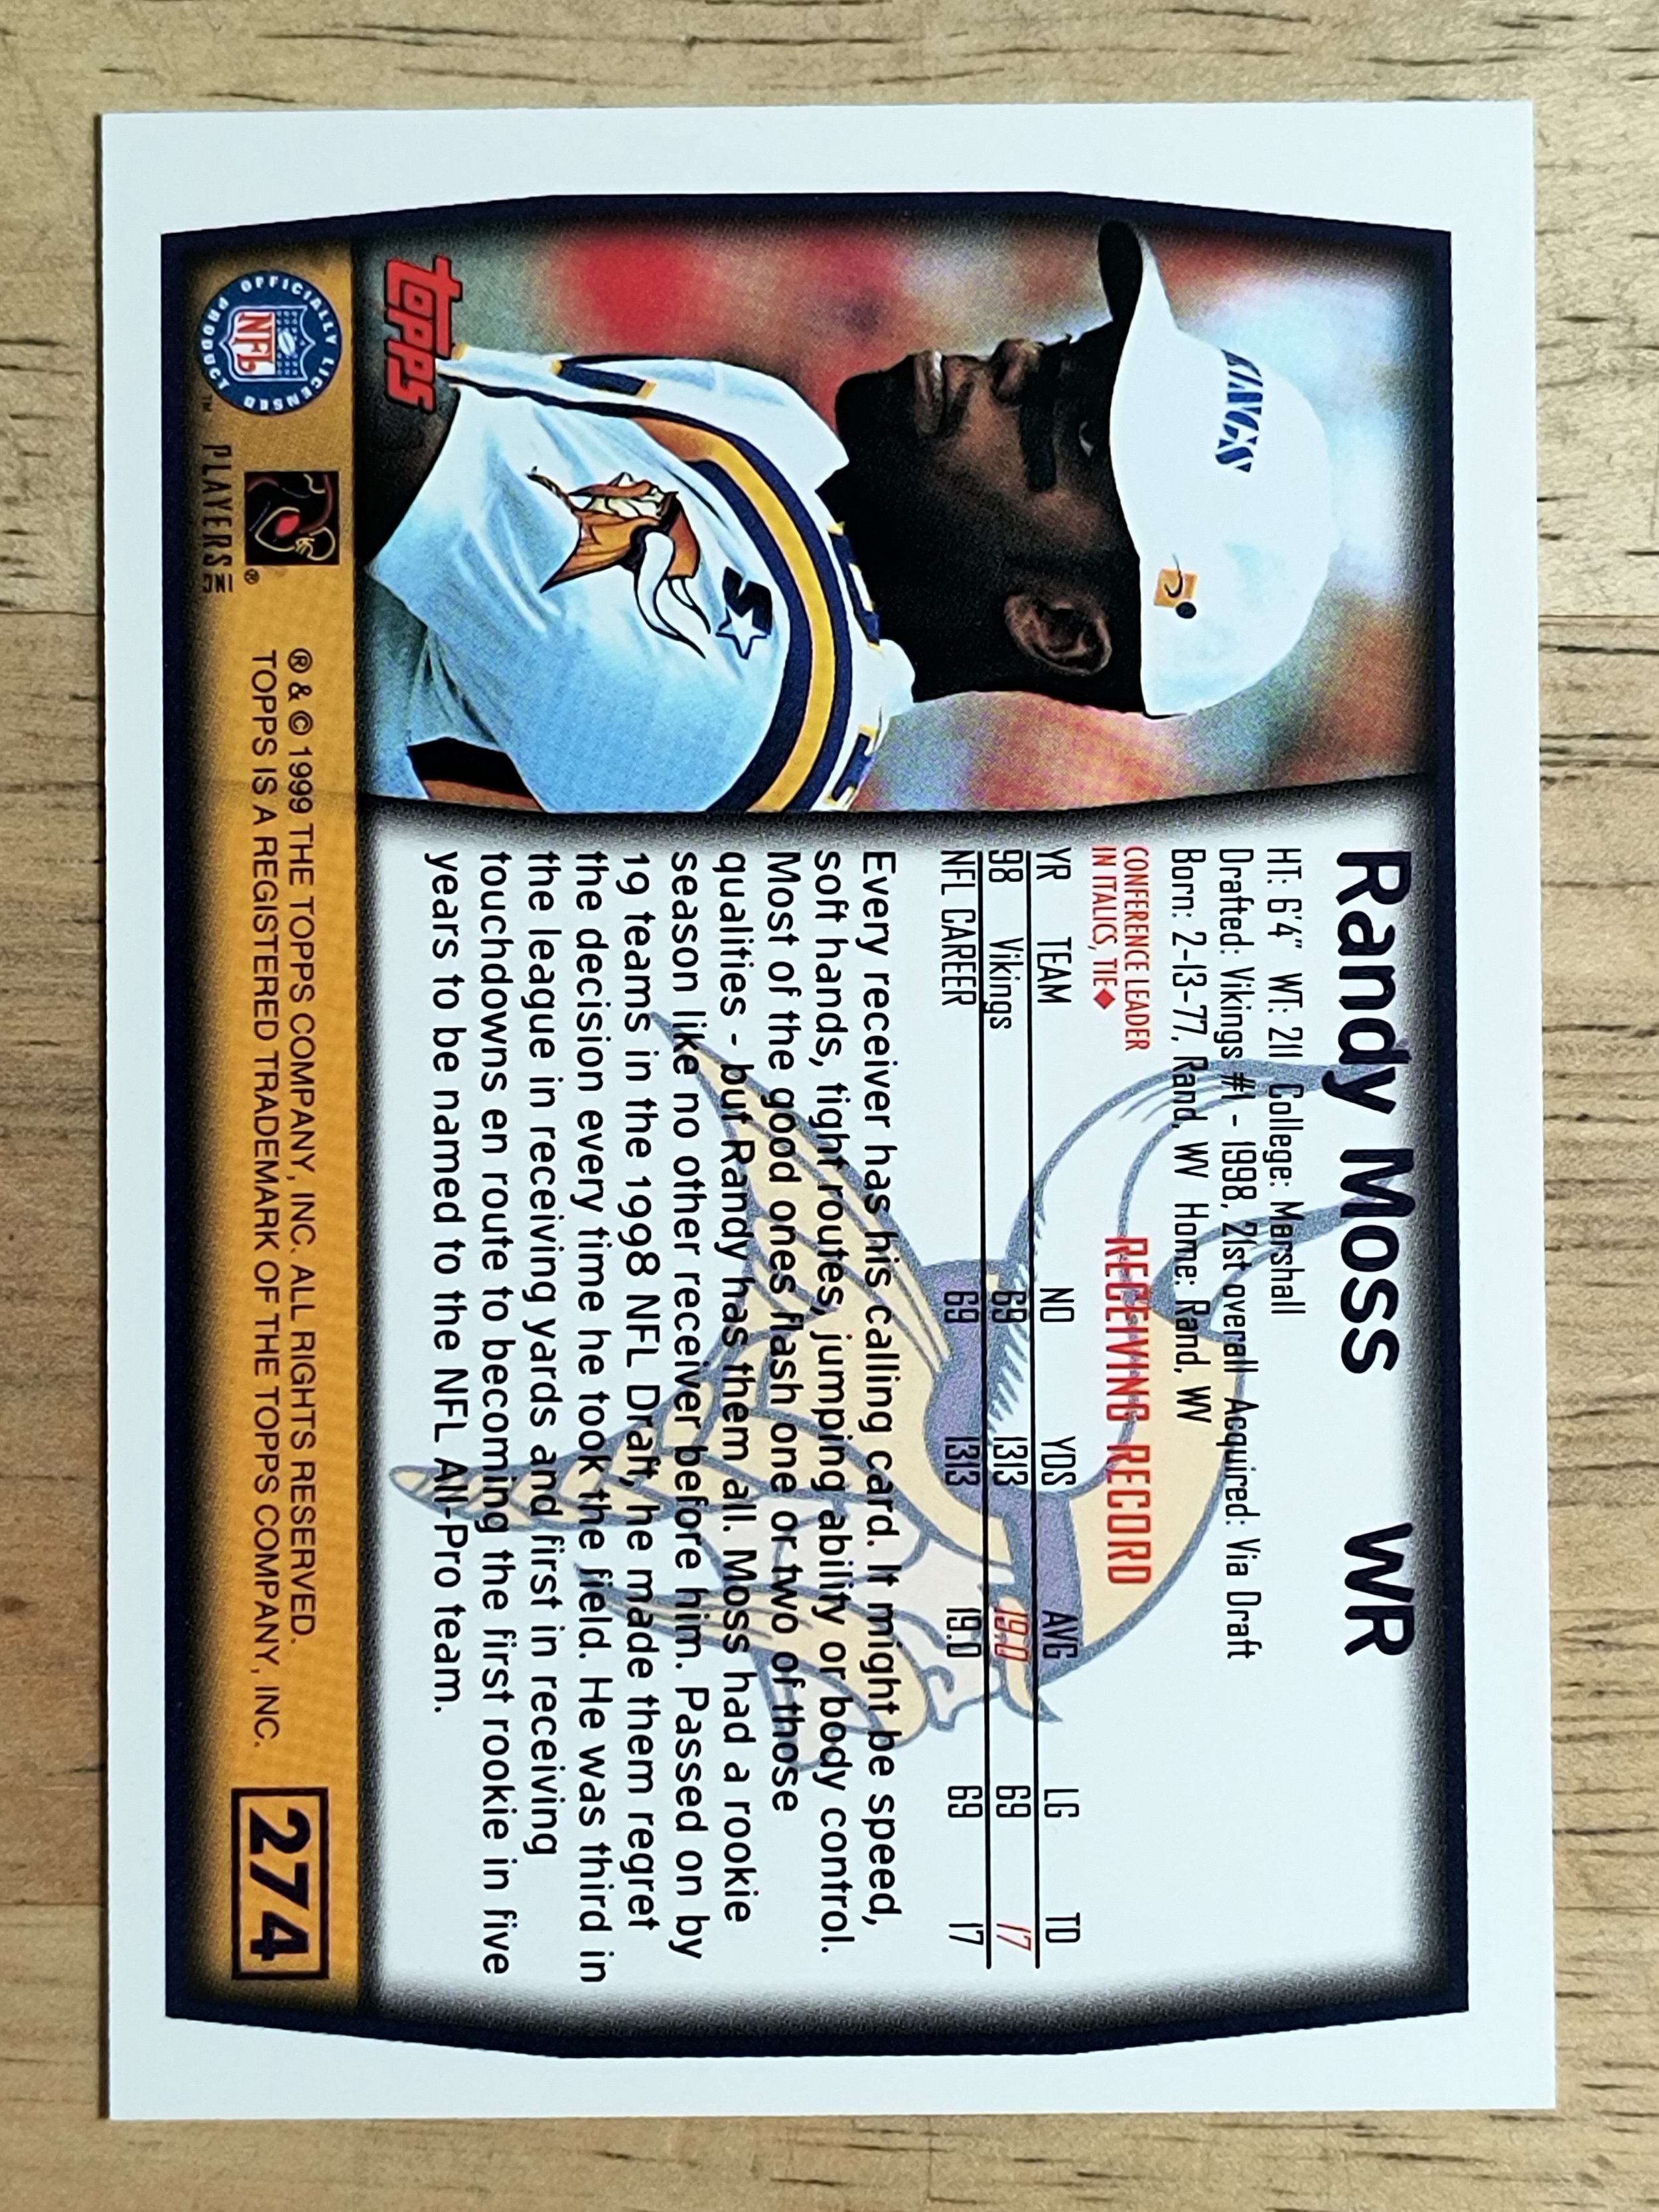 Randy Moss WR
HT: 6'4" WT: 211 College: Marshall
Drafted: Vikings #1 - 1998, 21st overall Acquired: Via Draft
Born: 2-13-77, Rand, WV Home: Rand, WV
CONFERENCE LEADER
IN ITALICS, TIE♦
RECEIVING RECORD
YR TEAM NO YDS AVG LG TD
98 Vikings 69 1313 19.0 69 17
NFL CAREER 69 1313 19.0 69 17
Every receiver has his calling card. It might be speed,
soft hands, tight routes, jumping ability or body control.
Most of the good ones flash one or two of those
qualities - but Randy has them all. Moss had a rookie
season like no other receiver before him. Passed on by
19 teams in the 1998 NFL Draft, he made them regret
the decision every time he took the field. He was third in
the league in receiving yards and first in receiving
touchdowns en route to becoming the first rookie in five
years to be named to the NFL All-Pro team.
Topps
OFFICIALLY LICENSED PRODUCT
NFL
™
PLAYERS INC
®
® & © 1999 THE TOPPS COMPANY, INC. ALL RIGHTS RESERVED.
TOPPS IS A REGISTERED TRADEMARK OF THE TOPPS COMPANY, INC.
274